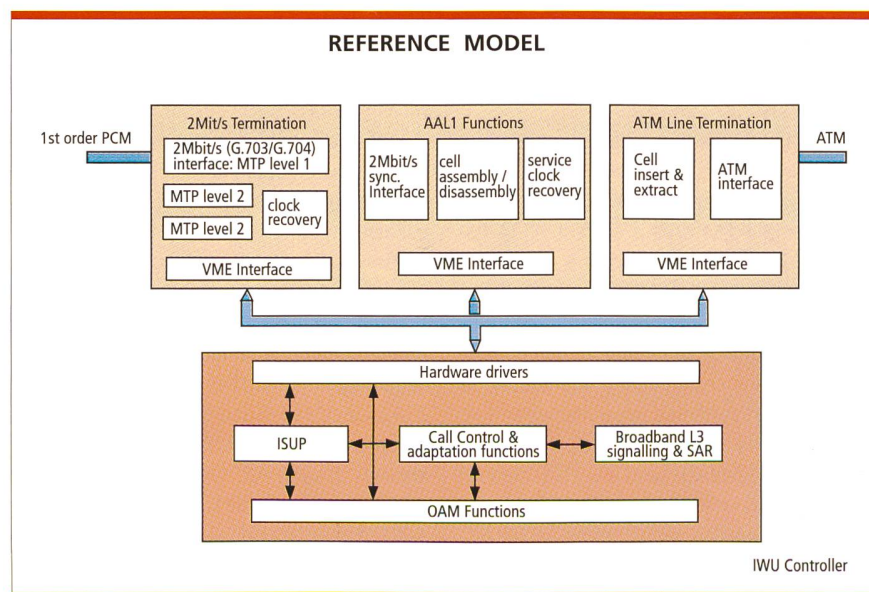 REFERENCE MODEL
1st order PCM
2Mit/s Termination
2Mbit/s (G.703/G.704)
interface: MTP level 1
MTP level 2
MTP level 2
clock
recovery
VME Interface
AAL1 Functions
2Mbit/s
sync.
Interface
cell
assembly /
disassembly
service
clock
recovery
VME Interface
ATM Line Termination
Cell
insert &
extract
ATM
interface
VME Interface
ATM
Hardware drivers
ISUP
Call Control &
adaptation functions
Broadband L3
signalling & SAR
OAM Functions
IWU Controller